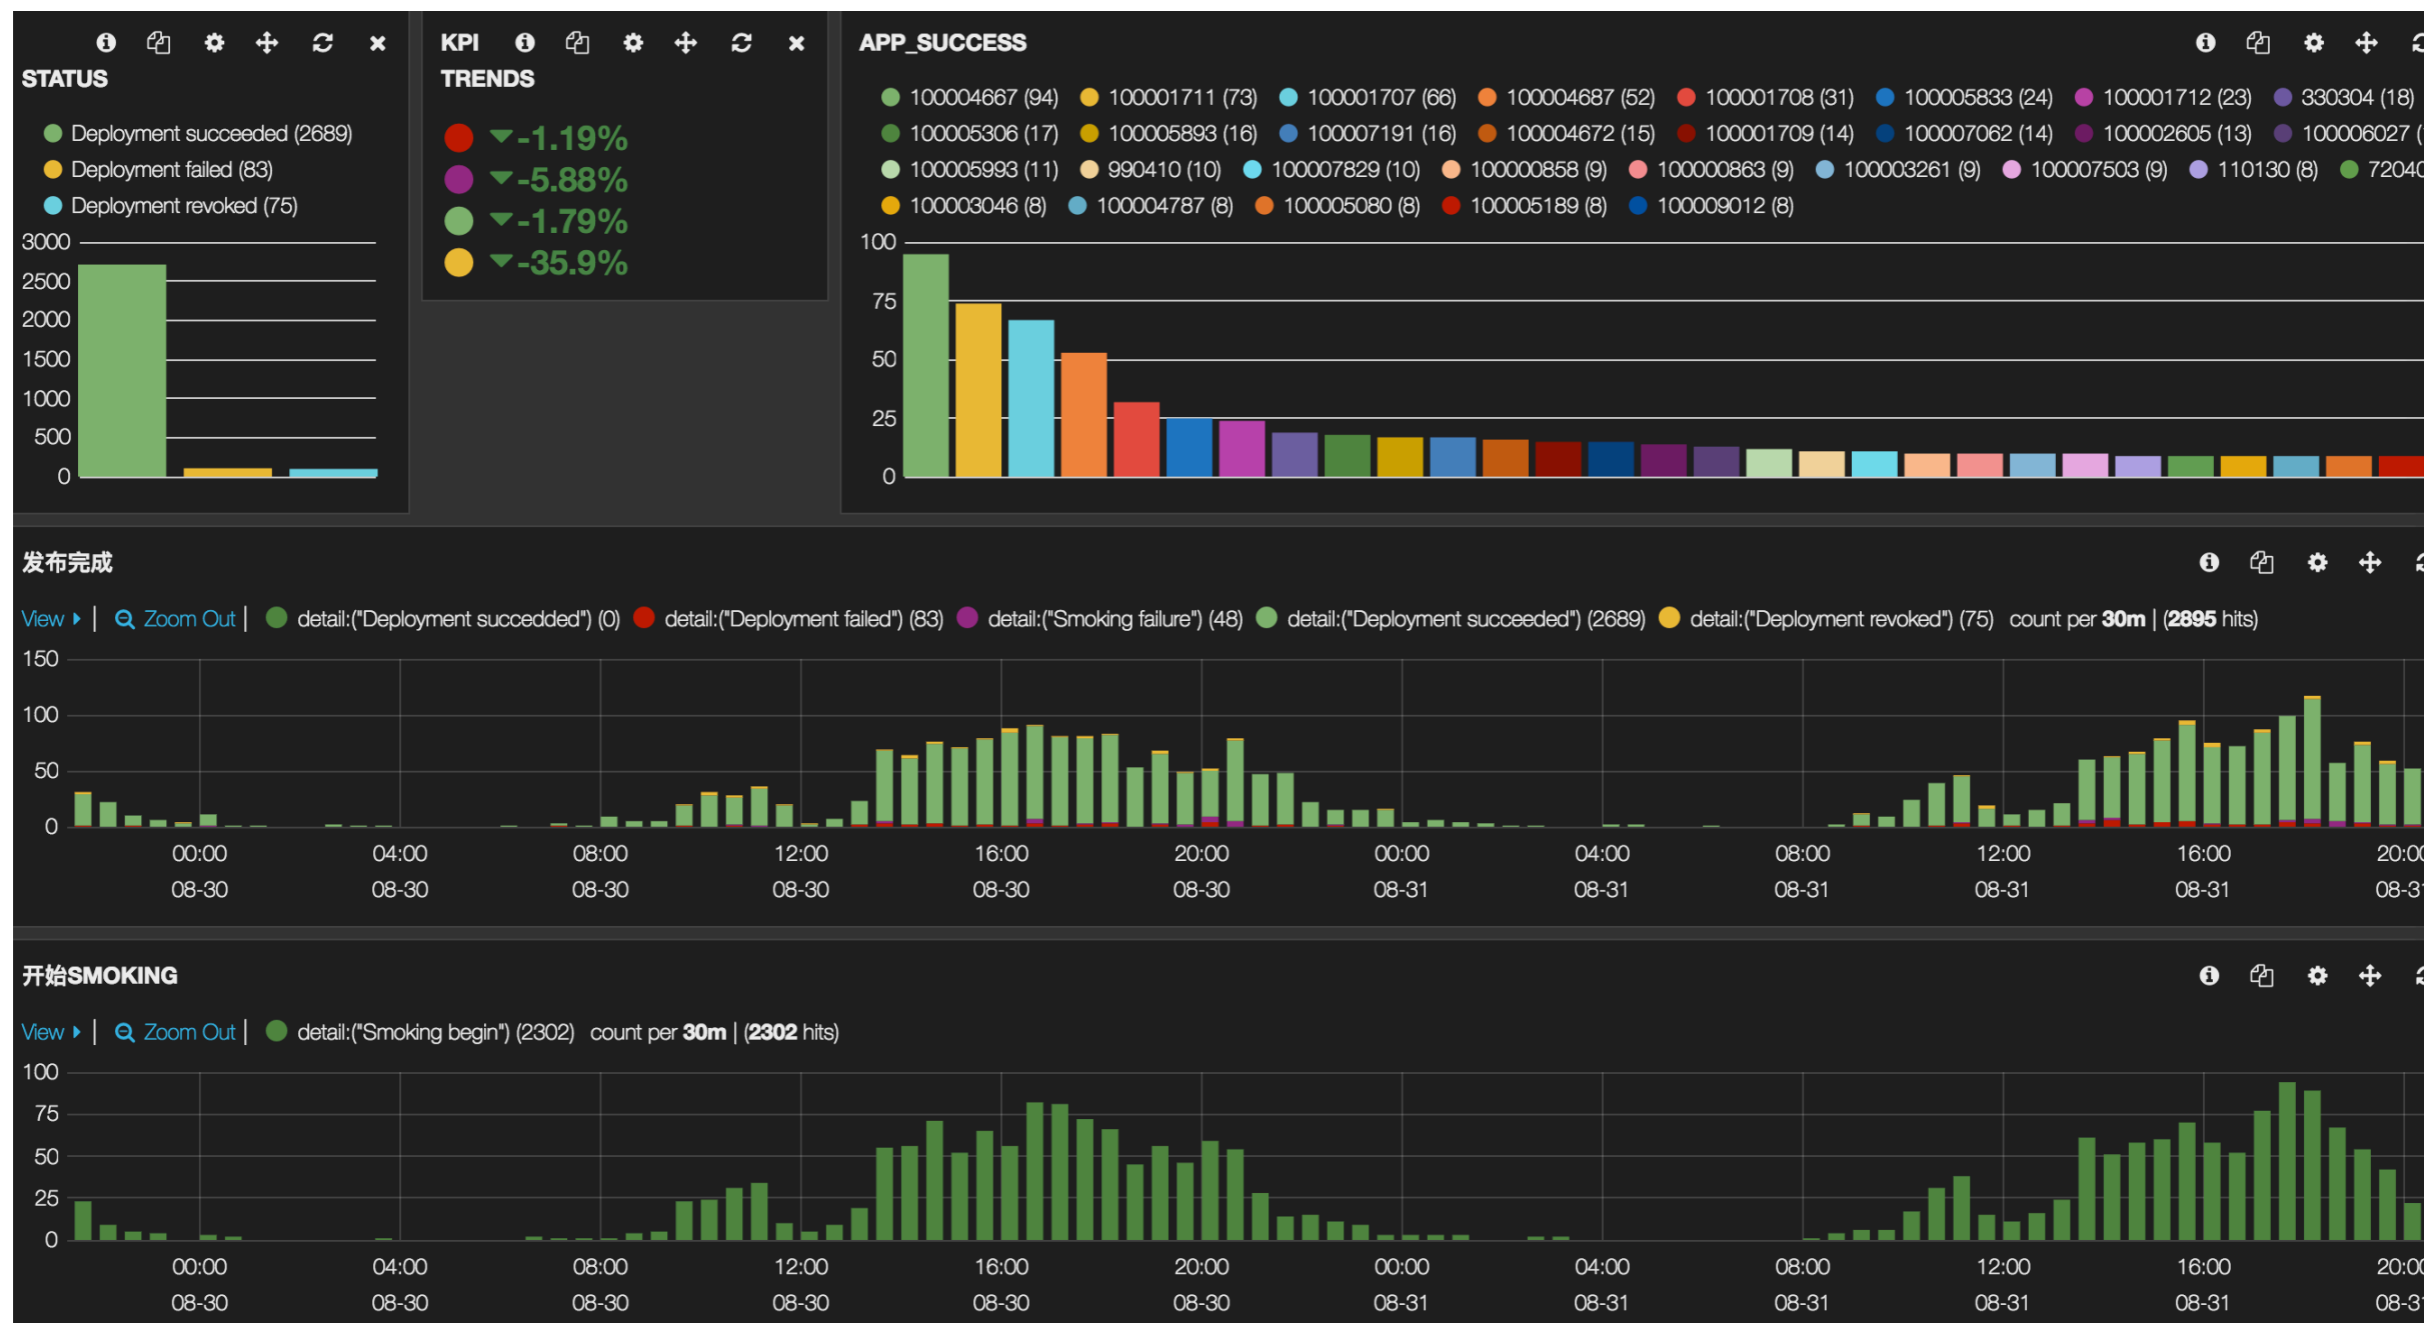 STATUS
Deployment succeeded (2689)
Deployment failed (83)
Deployment revoked (75)
3000
2500
2000
1500
1000
500
0
KPI
TRENDS
-1.19%
-5.88%
-1.79%
-35.9%
APP_SUCCESS
100004667 (94) 100001711 (73) 100001707 (66) 100004687 (52) 100001708 (31) 100005833 (24) 100001712 (23) 330304 (18)
100005306 (17) 100005893 (16) 100007191 (16) 100004672 (15) 100001709 (14) 100007062 (14) 100002605 (13) 100006027 (
100005993 (11) 990410 (10) 100007829 (10) 100000858 (9) 100000863 (9) 100003261 (9) 100007503 (9) 110130 (8) 72040
100003046 (8) 100004787 (8) 100005080 (8) 100005189 (8) 100009012 (8)
100
75
50
25
0
发布完成
View | Zoom Out | detail:("Deployment succedded") (0) detail:("Deployment failed") (83) detail:("Smoking failure") (48) detail:("Deployment succeeded") (2689) detail:("Deployment revoked") (75) count per 30m | (2895 hits)
150
100
50
0
00:00 04:00 08:00 12:00 16:00 20:00 00:00 04:00 08:00 12:00 16:00 20:00
08-30 08-30 08-30 08-30 08-30 08-30 08-31 08-31 08-31 08-31 08-31 08-31
开始SMOKING
View | Zoom Out | detail:("Smoking begin") (2302) count per 30m | (2302 hits)
100
75
50
25
0
00:00 04:00 08:00 12:00 16:00 20:00 00:00 04:00 08:00 12:00 16:00 20:00
08-30 08-30 08-30 08-30 08-30 08-30 08-31 08-31 08-31 08-31 08-31 08-31